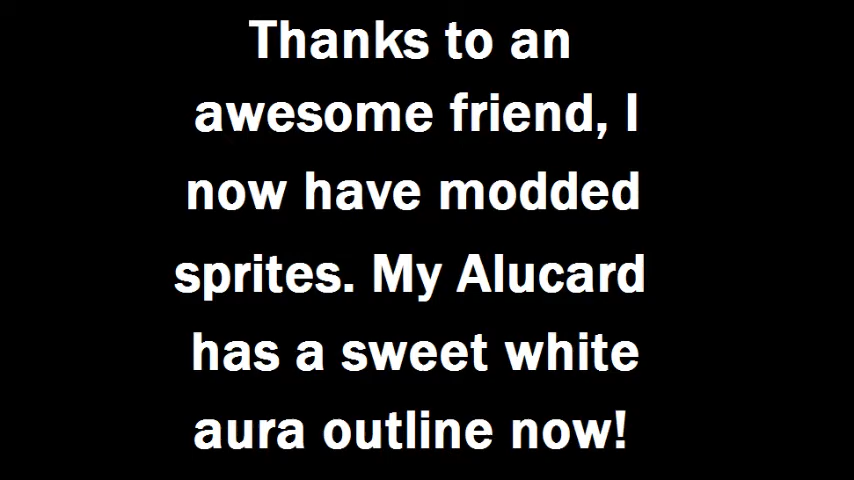 Thanks to an
awesome friend, I
now have modded
sprites. My Alucard
has a sweet white
aura outline now!